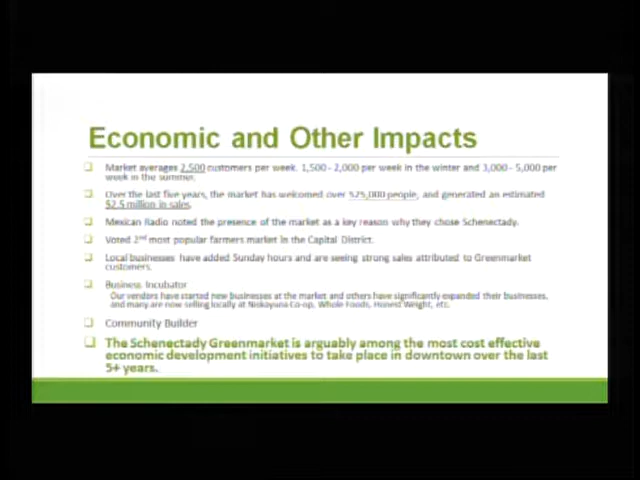 Economic and Other Impacts
Market averages 2,500 customers per week. 1,500 - 2,000 per week in the winter and 3,000 - 5,000 per
week in the summer.
Over the last five years, the market has welcomed over 525,000 people, and generated an estimated
$2.5 million in sales.
Mexican Radio noted the presence of the market as a key reason why they chose Schenectady.
Voted 2nd most popular farmers market in the Capital District.
Local businesses have added Sunday hours and are seeing strong sales attributed to Greenmarket
customers.
Business Incubator
Our vendors have started new businesses at the market and others have significantly expanded their businesses,
and many are now selling locally at Niskayuna Co-op, Whole Foods, Honest Weight, etc.
Community Builder
The Schenectady Greenmarket is arguably among the most cost effective
economic development initiatives to take place in downtown over the last
5+ years.